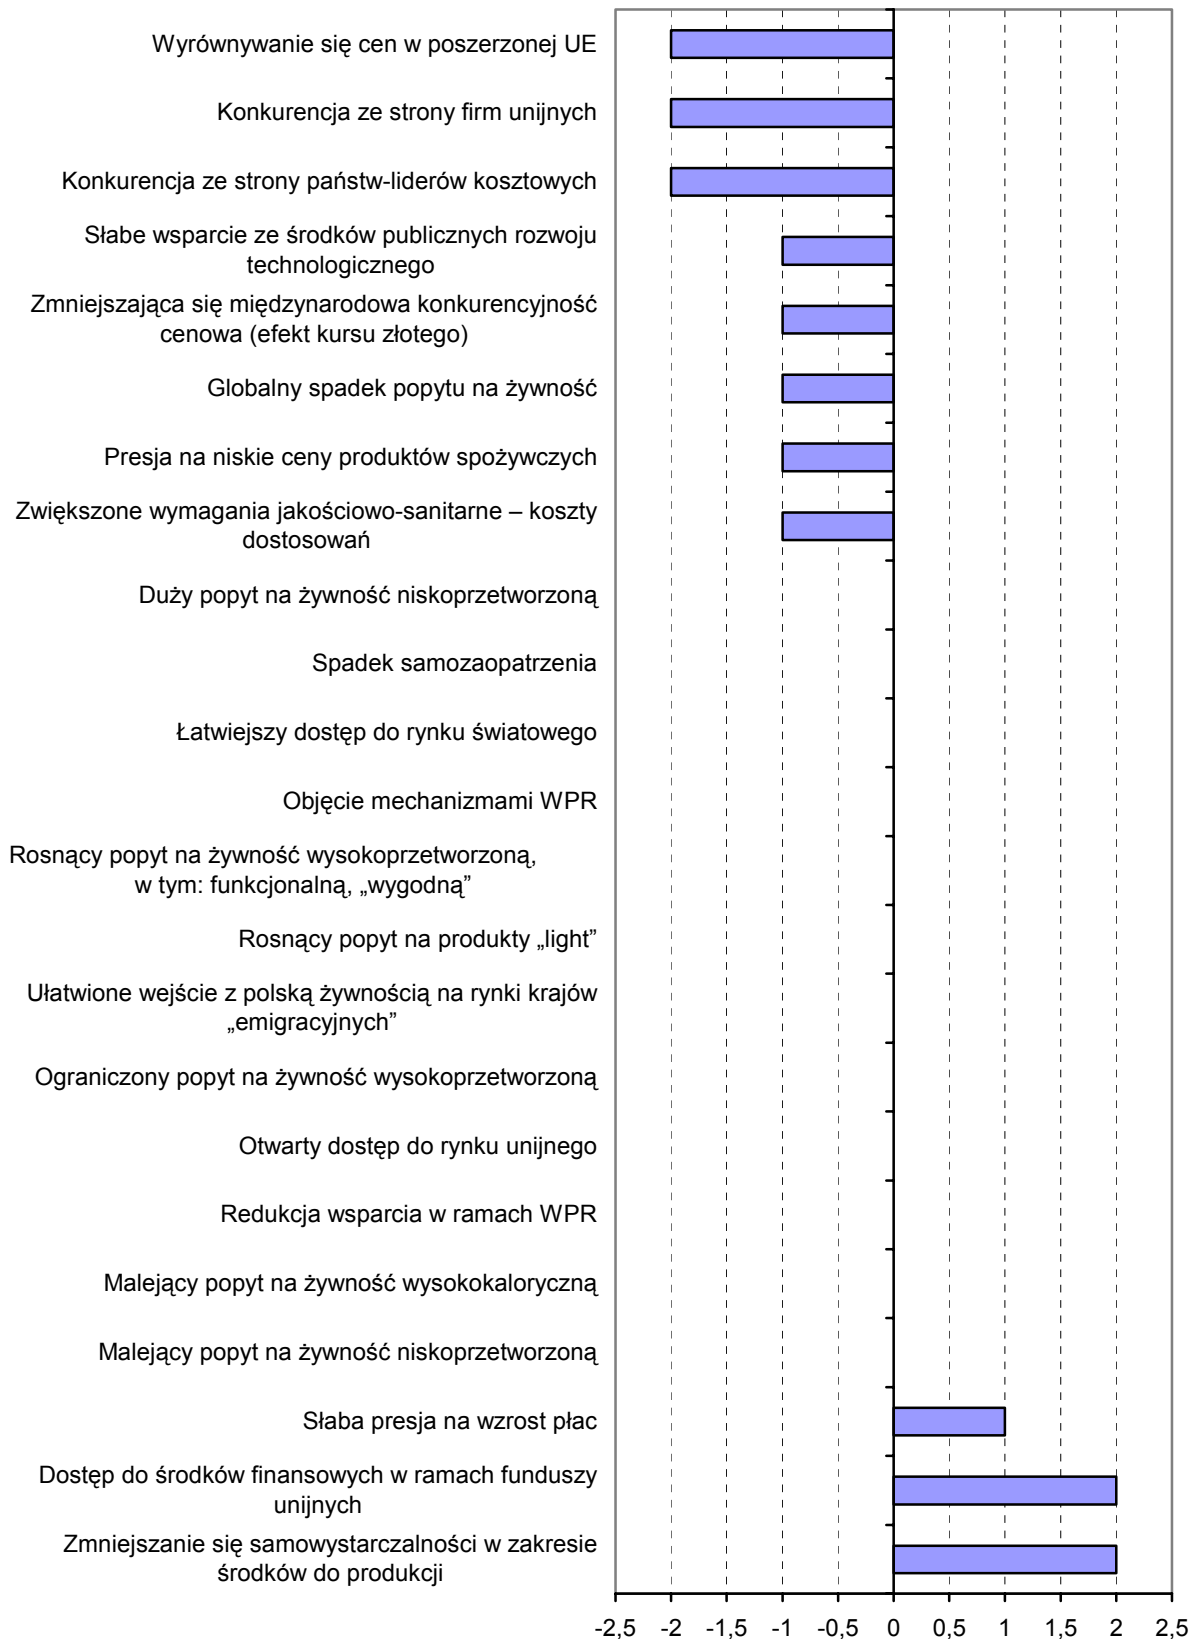 Wyrównywanie się cen w poszerzonej UE
Konkurencja ze strony firm unijnych
Konkurencja ze strony państw-liderów kosztowych
Słabe wsparcie ze środków publicznych rozwoju
technologicznego
Zmniejszająca się międzynarodowa konkurencyjność
cenowa (efekt kursu złotego)
Globalny spadek popytu na żywność
Presja na niskie ceny produktów spożywczych
Zwiększone wymagania jakościowo-sanitarne – koszty
dostosowań
Duży popyt na żywność niskoprzetworzoną
Spadek samozaopatrzenia
Łatwiejszy dostęp do rynku światowego
Objęcie mechanizmami WPR
Rosnący popyt na żywność wysokoprzetworzoną,
w tym: funkcjonalną, „wygodną”
Rosnący popyt na produkty „light”
Ułatwione wejście z polską żywnością na rynki krajów
„emigracyjnych”
Ograniczony popyt na żywność wysokoprzetworzoną
Otwarty dostęp do rynku unijnego
Redukcja wsparcia w ramach WPR
Malejący popyt na żywność wysokokaloryczną
Malejący popyt na żywność niskoprzetworzoną
Słaba presja na wzrost płac
Dostęp do środków finansowych w ramach funduszy
unijnych
Zmniejszanie się samowystarczalności w zakresie
środków do produkcji
-2,5 -2 -1,5 -1 -0,5 0 0,5 1 1,5 2 2,5